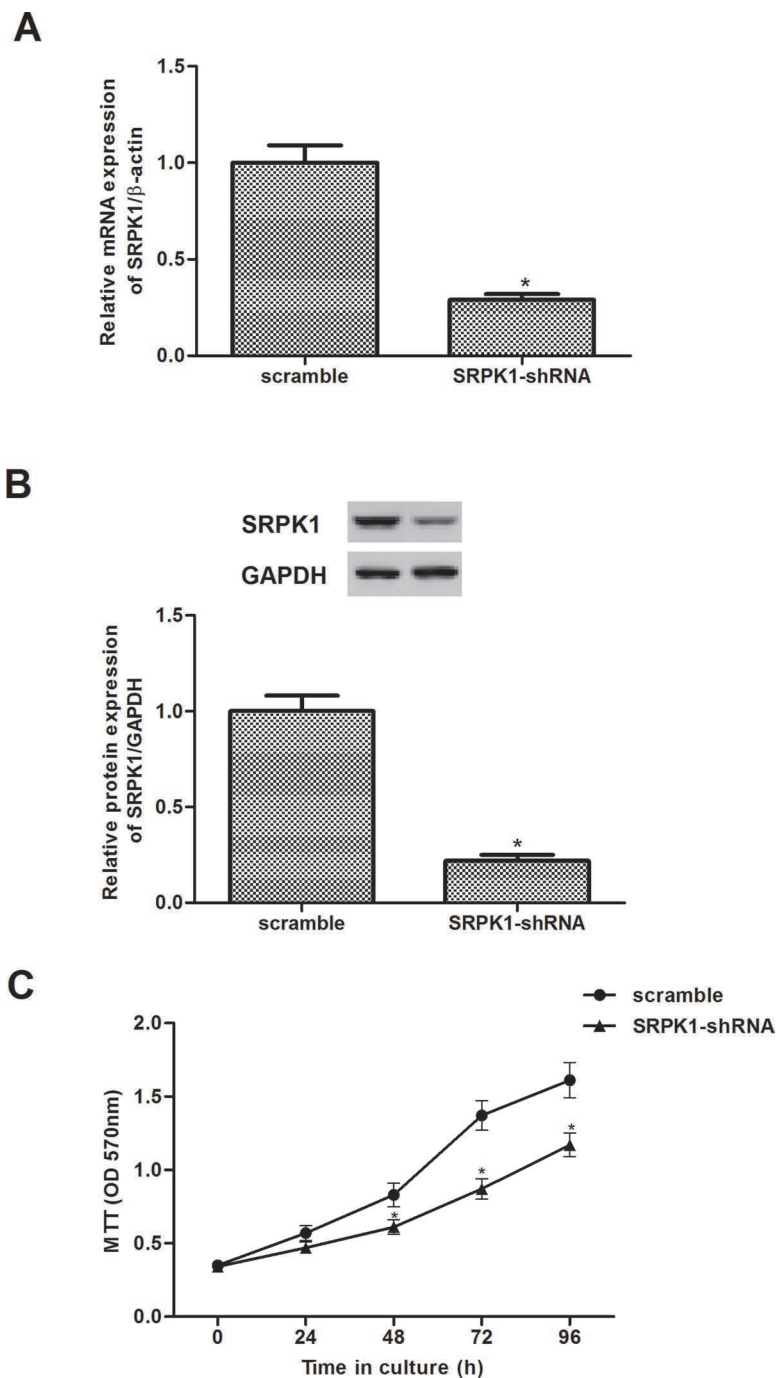 A
Relative mRNA expression
of SRPK1/β-actin
1.5
1.0
0.5
0.0
*
scramble
SRPK1-shRNA
B
SRPK1
GAPDH
Relative protein expression
of SRPK1/GAPDH
1.5
1.0
0.5
0.0
*
scramble
SRPK1-shRNA
C
scramble
SRPK1-shRNA
MTT (OD 570nm)
2.0
1.5
1.0
0.5
0.0
*
*
*
0 24 48 72 96
Time in culture (h)